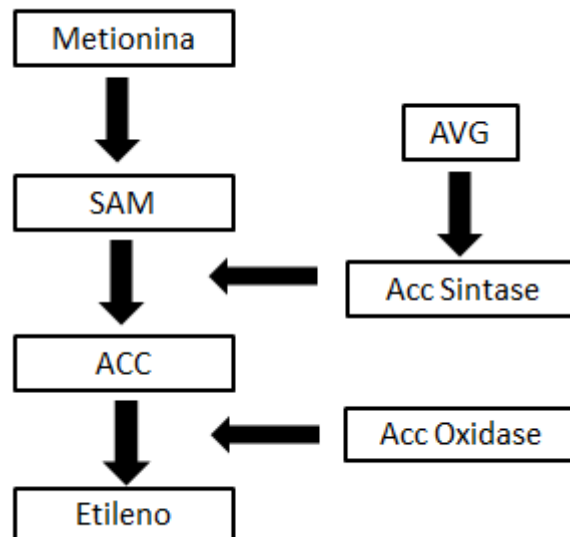 Metionina
AVG
SAM
Acc Sintase
ACC
Acc Oxidase
Etileno